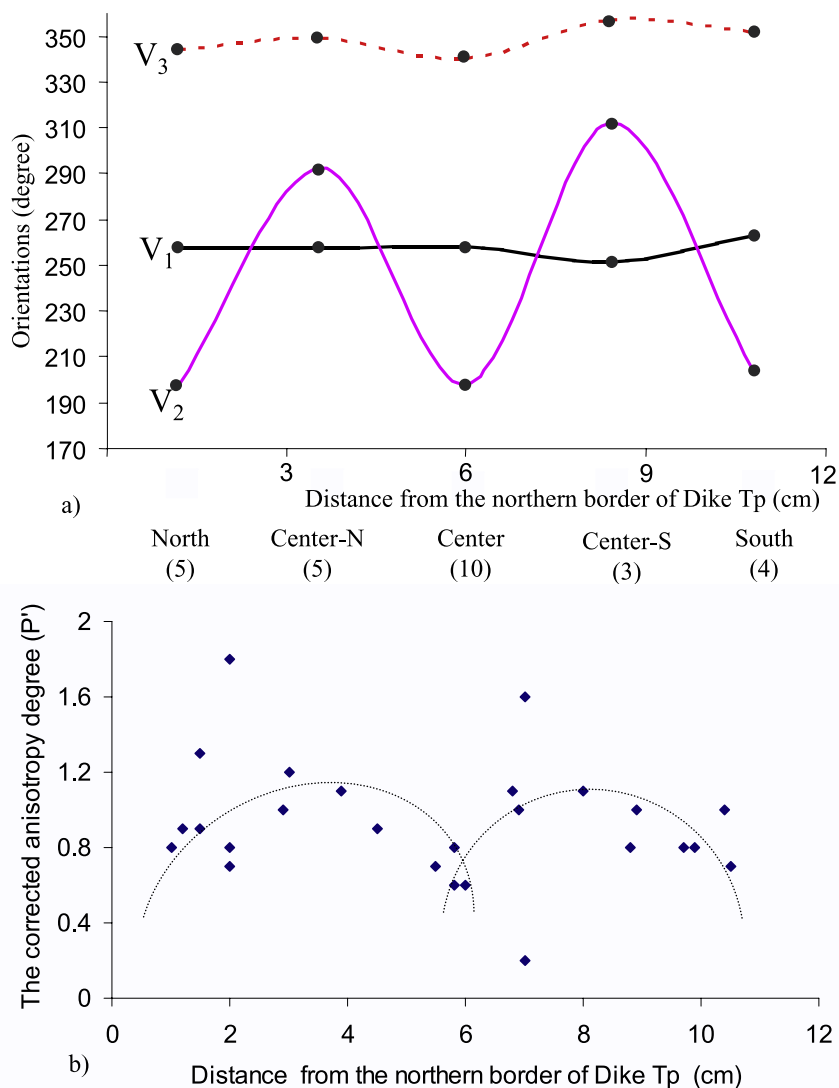 350
330
310
290
270
250
230
210
190
170
Orientations (degree)
V3
V1
V2
3
6
9
12
Distance from the northern border of Dike Tp (cm)
a)
North Center-N Center Center-S South
(5) (5) (10) (3) (4)
The corrected anisotropy degree (P')
2
1.6
1.2
0.8
0.4
0
0 2 4 6 8 10 12
b)
Distance from the northern border of Dike Tp (cm)